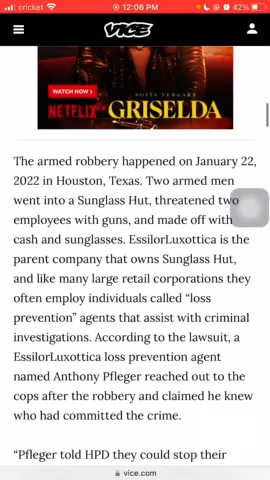 cricket 12:06 PM 42%
VICE
WATCH NOW
SOFÍA VERGARA
NETFLIX GRISELDA
The armed robbery happened on January 22,
2022 in Houston, Texas. Two armed men
went into a Sunglass Hut, threatened two
employees with guns, and made off with
cash and sunglasses. EssilorLuxottica is the
parent company that owns Sunglass Hut,
and like many large retail corporations they
often employ individuals called “loss
prevention” agents that assist with criminal
investigations. According to the lawsuit, a
EssilorLuxottica loss prevention agent
named Anthony Pfleger reached out to the
cops after the robbery and claimed he knew
who had committed the crime.
“Pfleger told HPD they could stop their
vice.com